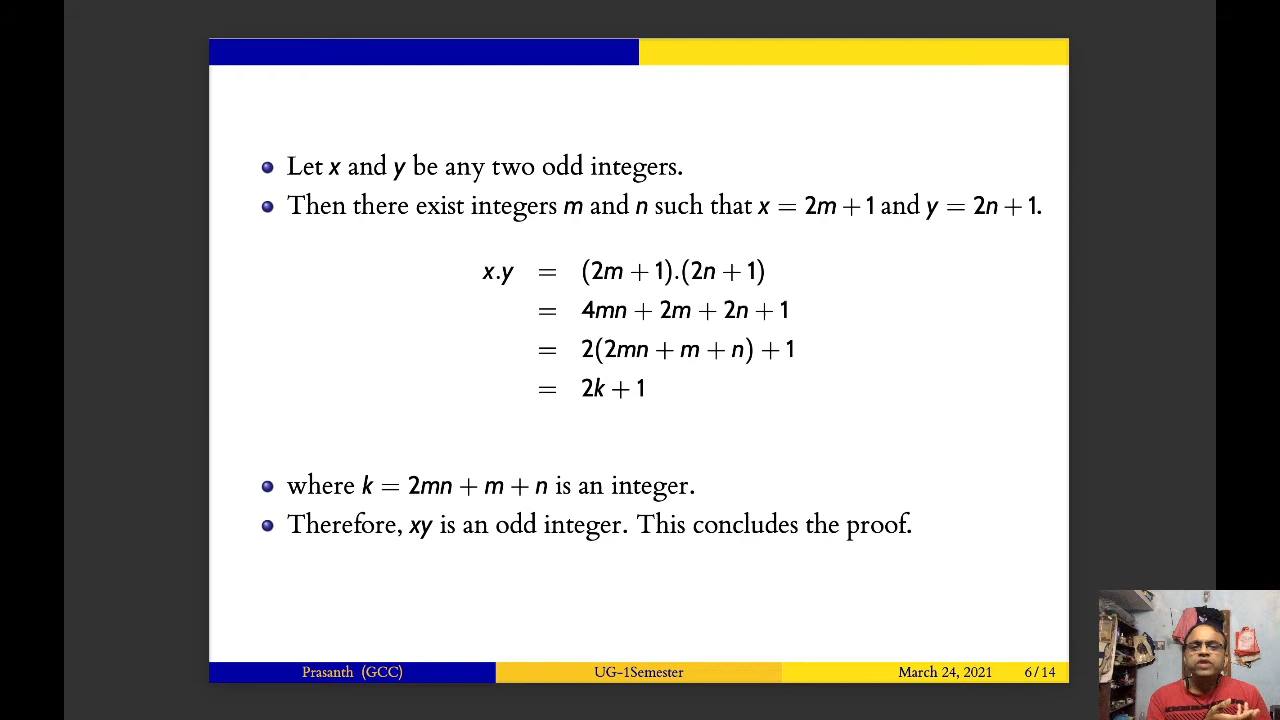 Let x and y be any two odd integers.
Then there exist integers m and n such that x = 2m + 1 and y = 2n + 1.
x.y = (2m + 1).(2n + 1)
= 4mn + 2m + 2n + 1
= 2(2mn + m + n) + 1
= 2k + 1
where k = 2mn + m + n is an integer.
Therefore, xy is an odd integer. This concludes the proof.
Prasanth (GCC) UG-1Semester March 24, 2021 6 / 14